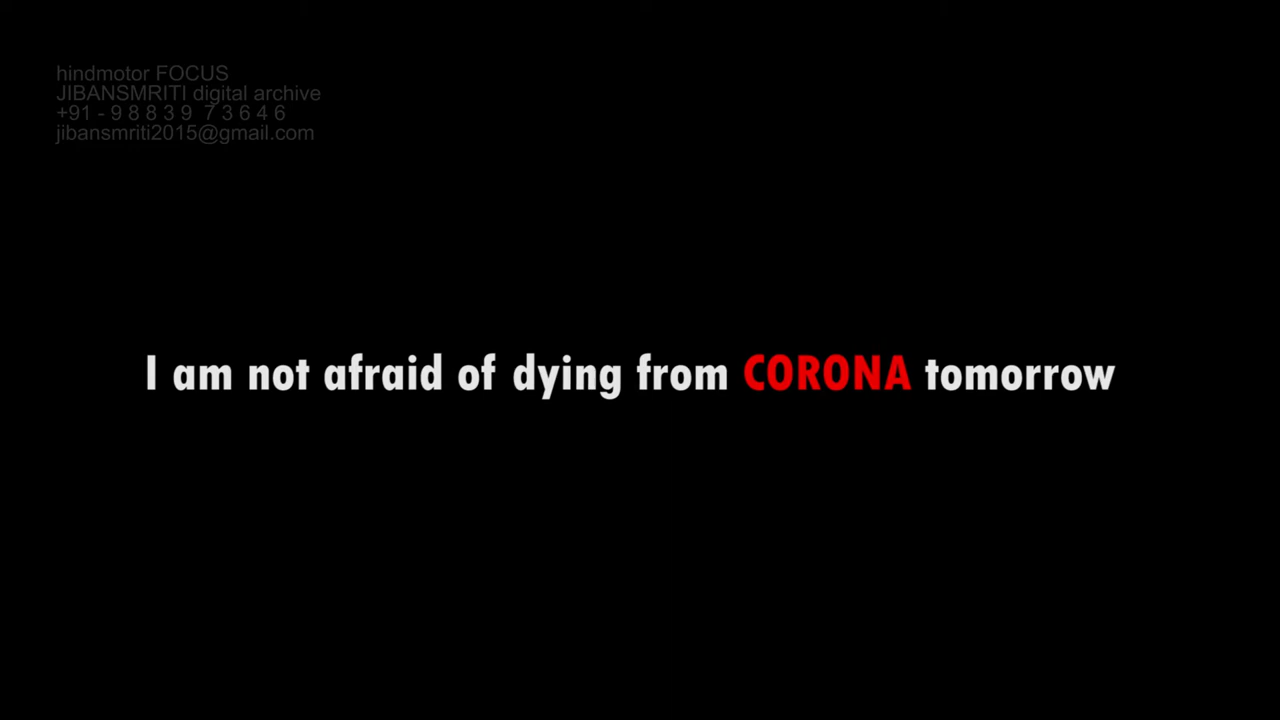 hindmotor FOCUS
JIBANSMRITI digital archive
+91 - 9 8 8 3 9  7 3 6 4 6
jibansmriti2015@gmail.com
I am not afraid of dying from CORONA tomorrow